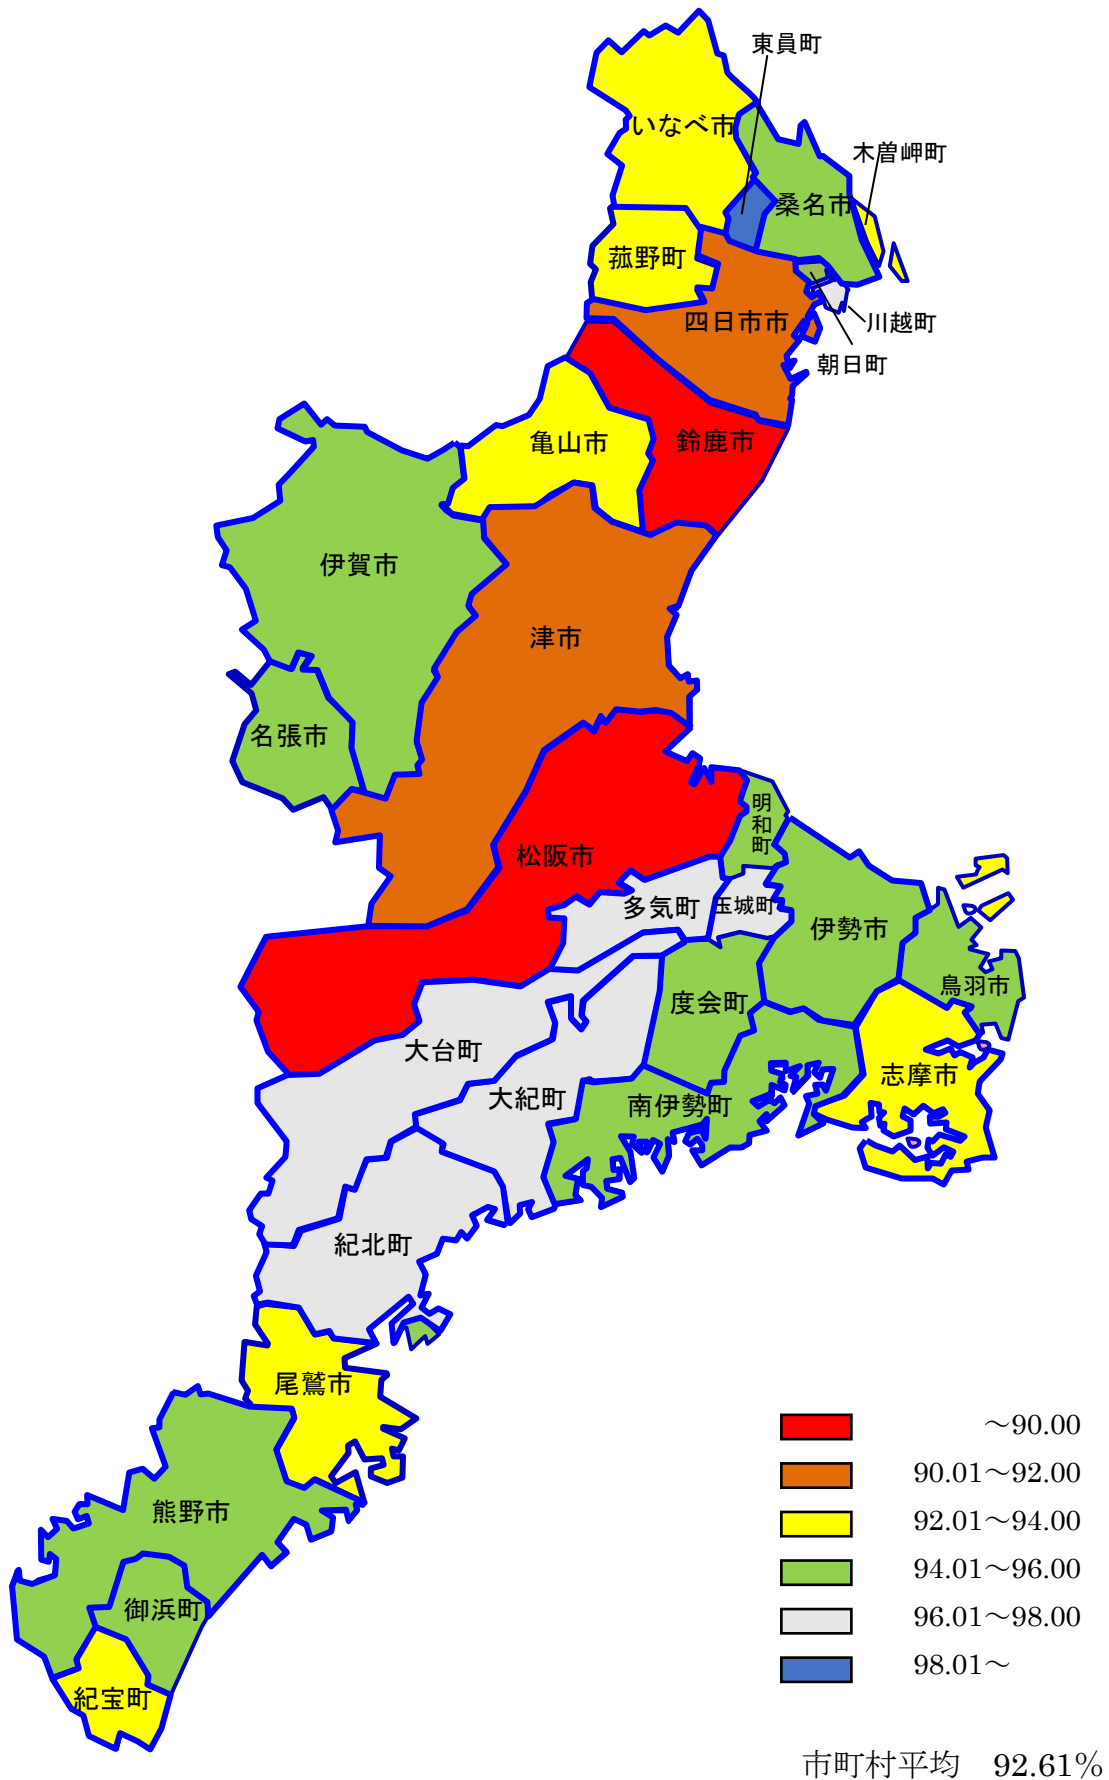 東員町
いなべ市
木曽岬町
桑名市
菰野町
四日市市
川越町
朝日町
亀山市
鈴鹿市
伊賀市
津市
名張市
明和町
松阪市
多気町
玉城町
伊勢市
鳥羽市
度会町
大台町
志摩市
大紀町
南伊勢町
紀北町
尾鷲市
熊野市
御浜町
紀宝町
～90.00
90.01～92.00
92.01～94.00
94.01～96.00
96.01～98.00
98.01～
市町村平均　92.61%